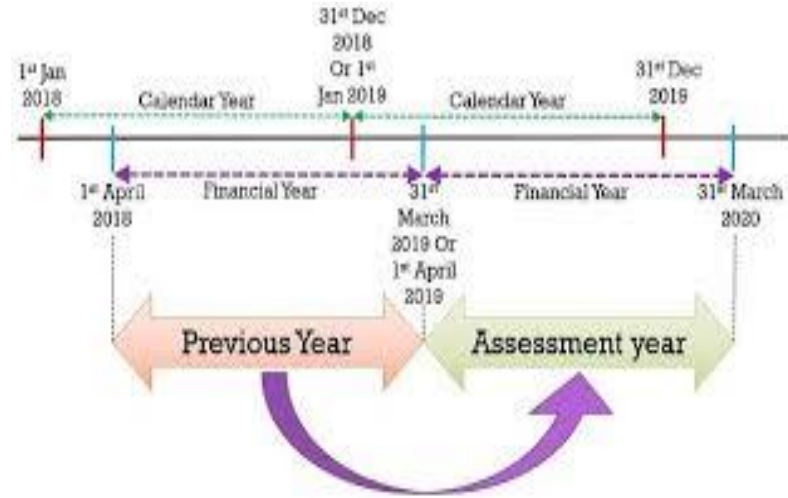 31st Dec
2018
Or 1st
Jan 2019
1st Jan
2018
31st Dec
2019
Calendar Year
Calendar Year
Financial Year
Financial Year
1st April
2018
31st
March
2019 Or
1st April
2019
31st March
2020
Previous Year
Assessment year